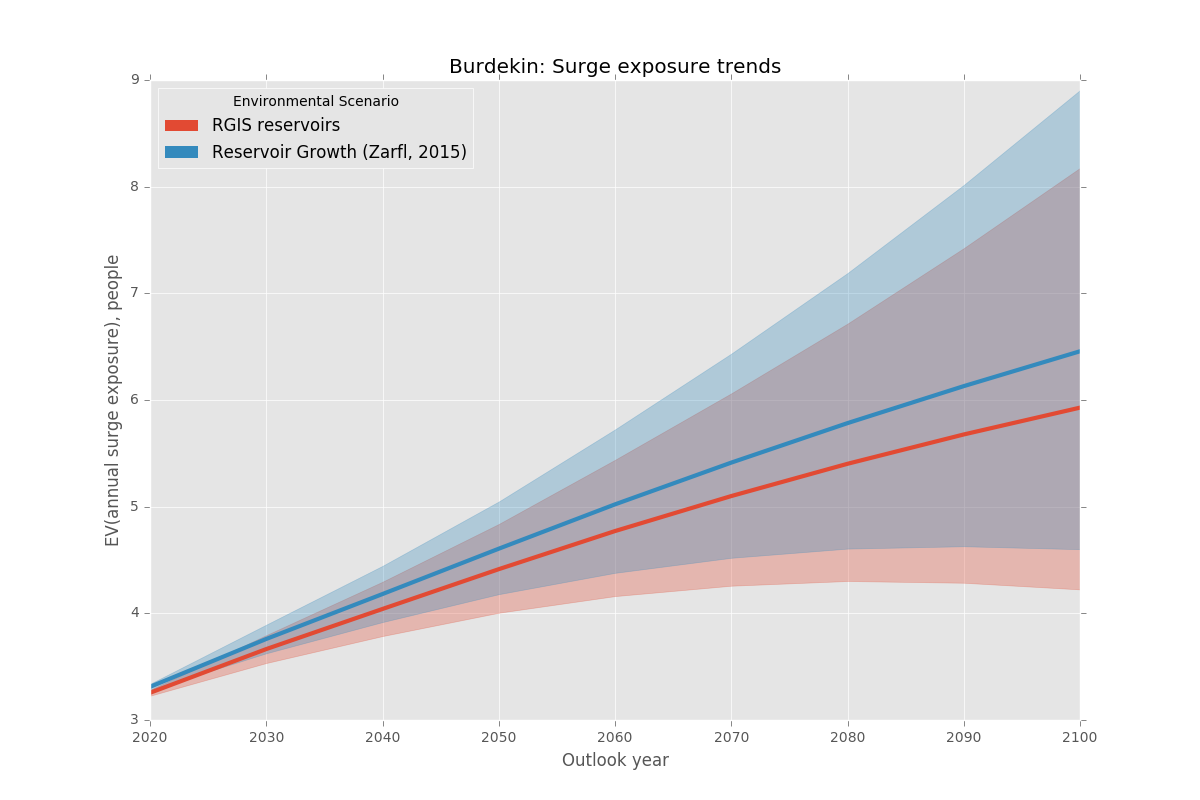 Burdekin: Surge exposure trends
Environmental Scenario
RGIS reservoirs
Reservoir Growth (Zarfl, 2015)
EV(annual surge exposure), people
9
8
7
6
5
4
3
2020 2030 2040 2050 2060 2070 2080 2090 2100
Outlook year